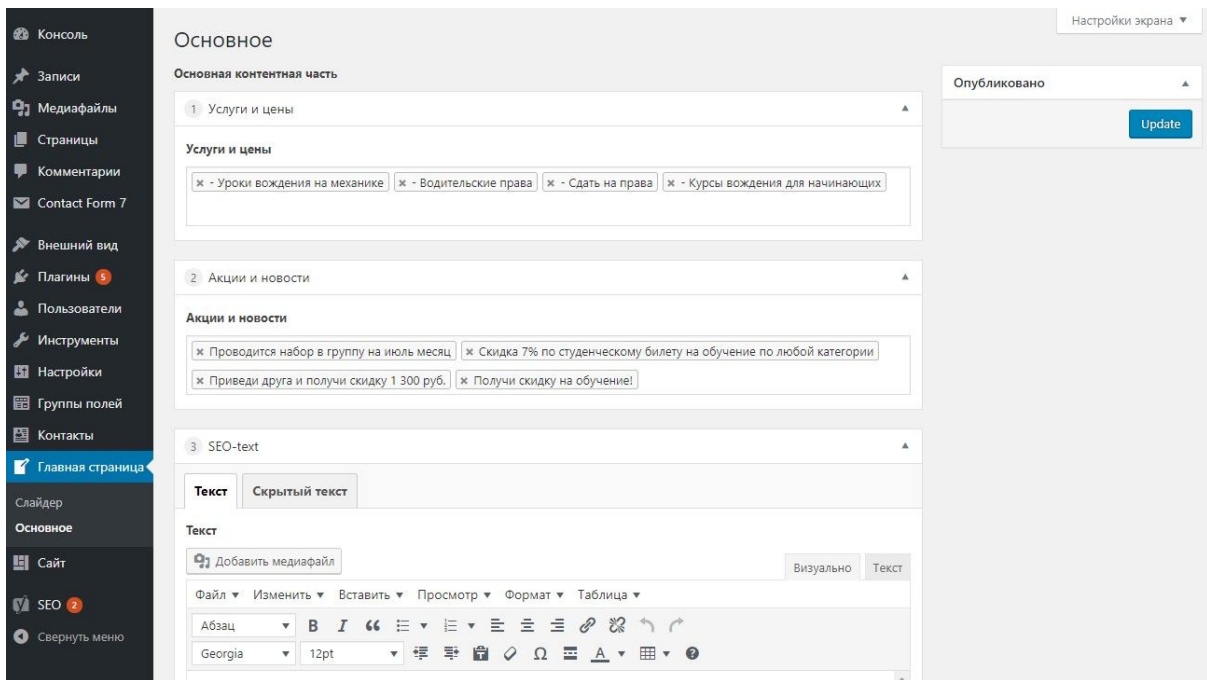 Настройки экрана ▼
Консоль
Записи
Медиафайлы
Страницы
Комментарии
Contact Form 7
Внешний вид
Плагины 5
Пользователи
Инструменты
Настройки
Группы полей
Контакты
Главная страница
Слайдер
Основное
Сайт
SEO 2
Свернуть меню
Основное
Основная контентная часть
1 Услуги и цены
Услуги и цены
× - Уроки вождения на механике × - Водительские права × - Сдать на права × - Курсы вождения для начинающих
2 Акции и новости
Акции и новости
× Проводится набор в группу на июль месяц × Скидка 7% по студенческому билету на обучение по любой категории
× Приведи друга и получи скидку 1 300 руб. × Получи скидку на обучение!
3 SEO-text
Текст Скрытый текст
Текст
Добавить медиафайл
Визуально Текст
Файл ▼ Изменить ▼ Вставить ▼ Просмотр ▼ Формат ▼ Таблица ▼
Абзац
Georgia 12pt
Опубликовано
Update